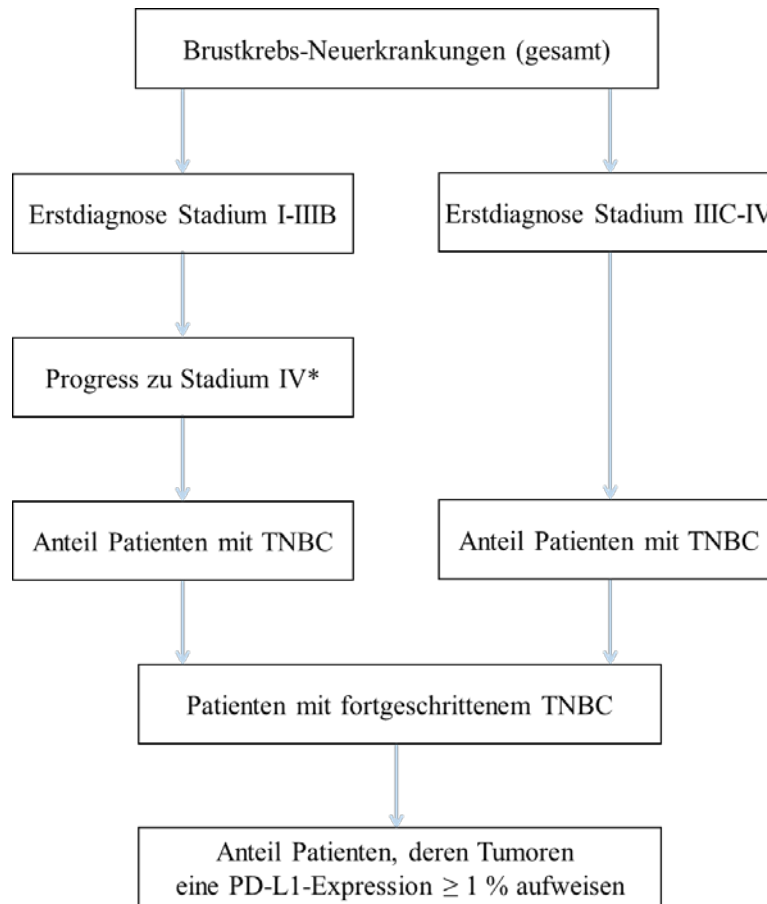 Brustkrebs-Neuerkrankungen (gesamt)
Erstdiagnose Stadium I-IIIB
Erstdiagnose Stadium IIIC-IV
Progress zu Stadium IV*
Anteil Patienten mit TNBC
Anteil Patienten mit TNBC
Patienten mit fortgeschrittenem TNBC
Anteil Patienten, deren Tumoren
eine PD-L1-Expression ≥ 1 % aufweisen